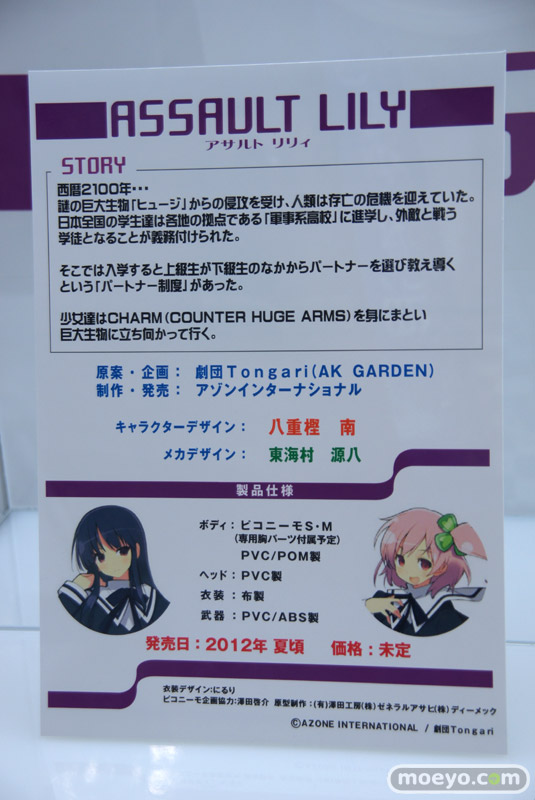 ASSAULT LILY
アサルト リリィ
STORY
西暦2100年・・・
謎の巨大生物「ヒュージ」からの侵攻を受け、人類は存亡の危機を迎えていた。
日本全国の学生達は各地の拠点である「軍事系高校」に進学し、外敵と戦う
学徒となることが義務付けられた。
そこでは入学すると上級生が下級生のなかからパートナーを選び教え導く
という「パートナー制度」があった。
少女達はCHARM(COUNTER HUGE ARMS)を身にまとい
巨大生物に立ち向かって行く。
原案・企画： 劇団Tongari(AK GARDEN)
制作・発売： アゾンインターナショナル
キャラクターデザイン： 八重樫 南
メカデザイン： 東海村 源八
製品仕様
ボディ：ピコニーモS・M
(専用胸パーツ付属予定)
PVC/POM製
ヘッド：PVC製
衣装：布製
武器：PVC/ABS製
発売日：2012年 夏頃 価格：未定
衣装デザイン：にるり
ピコニーモ企画協力：澤田啓介 原型制作：(有)澤田工房(株)ゼネラルアサヒ(株)ディーメック
©AZONE INTERNATIONAL / 劇団Tongari
moeyo.com